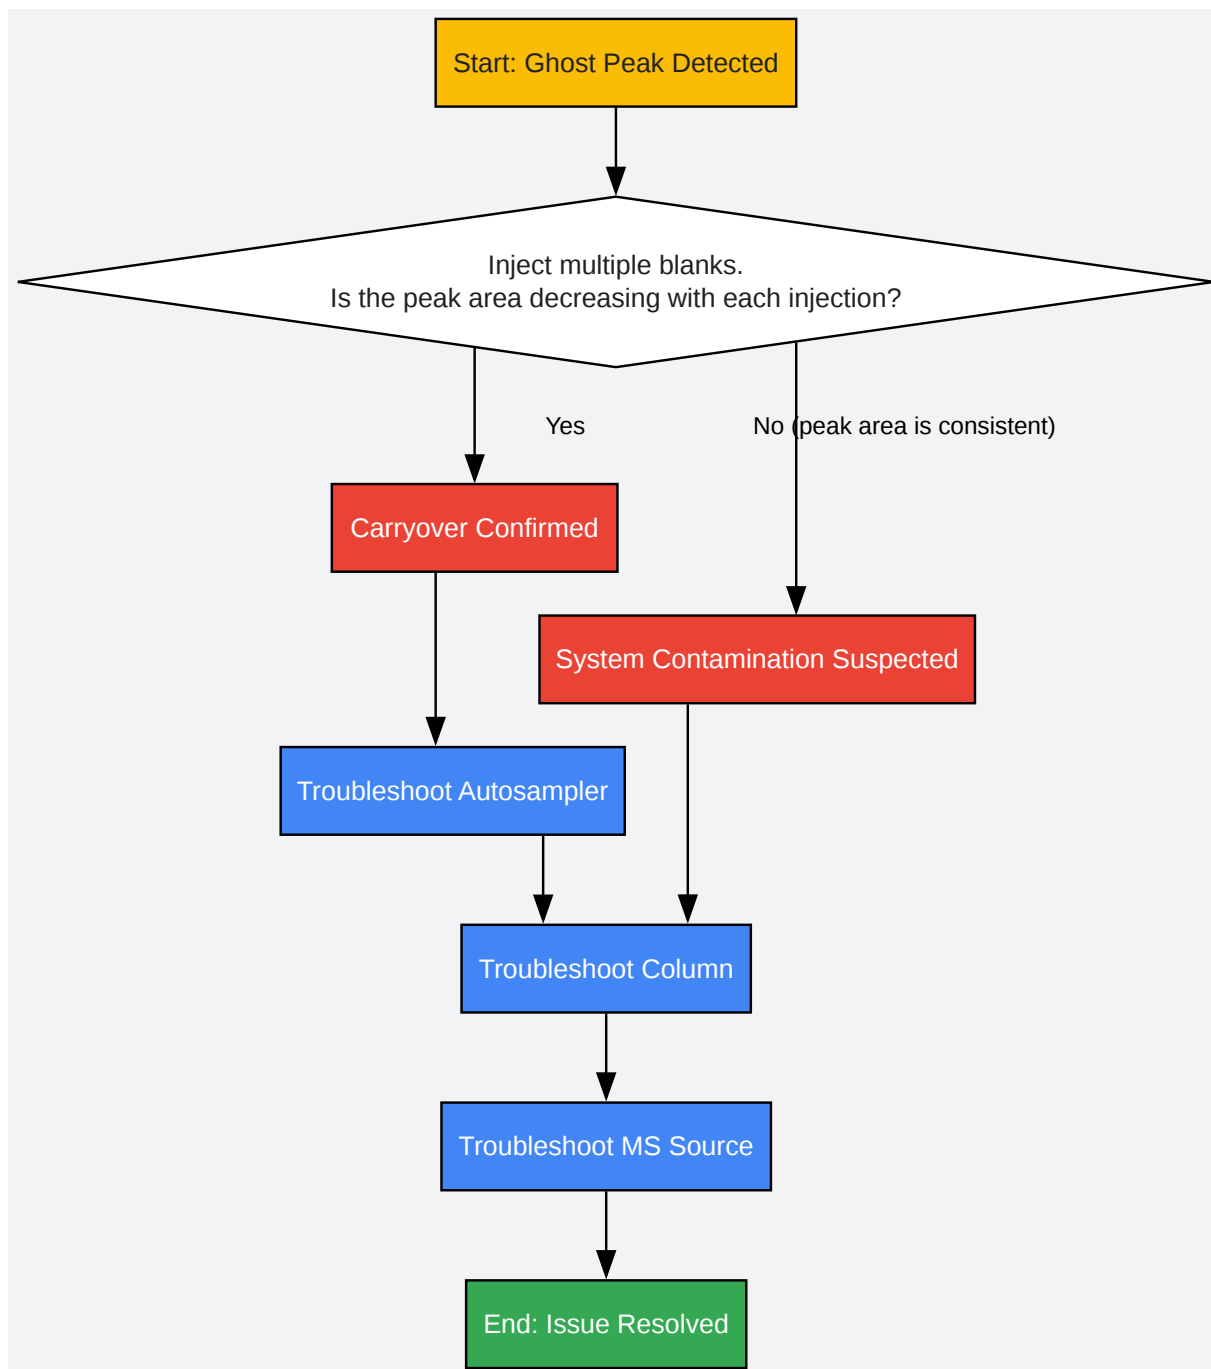 Start: Ghost Peak Detected
Inject multiple blanks.
Is the peak area decreasing with each injection?
Yes
No (peak area is consistent)
Carryover Confirmed
System Contamination Suspected
Troubleshoot Autosampler
Troubleshoot Column
Troubleshoot MS Source
End: Issue Resolved